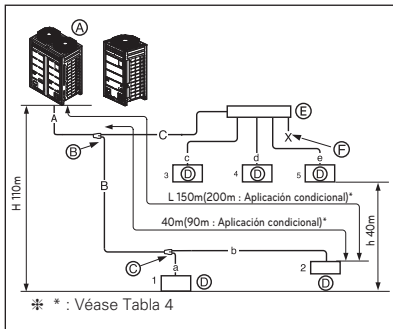 A
A
C
E
X
F
B
c
d
e
3 D
4 D
5 D
H 110m
B
L 150m(200m : Aplicación condicional)*
h 40m
40m(90m : Aplicación condicional)*
b
C
a
2
1 D
D
* * : Véase Tabla 4